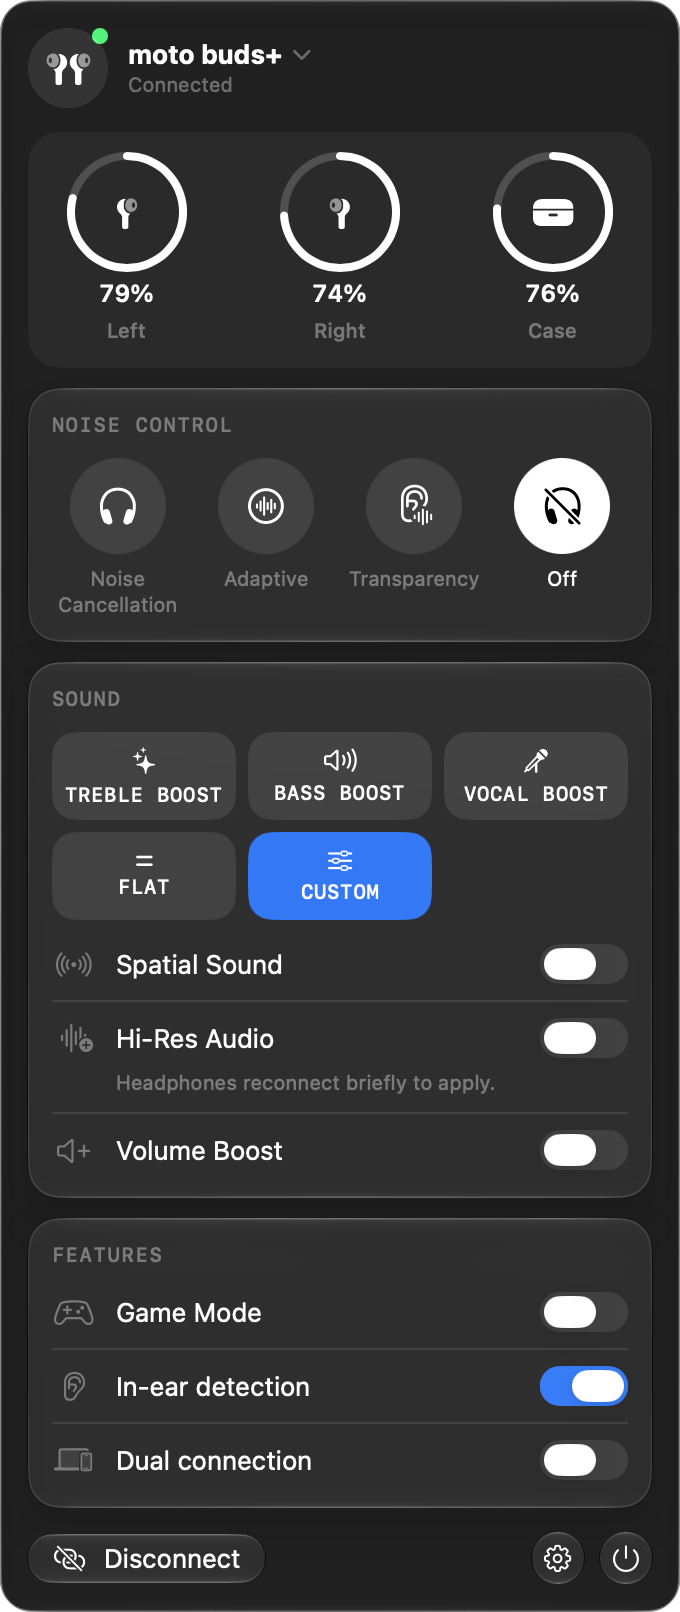 moto buds+
Connected
79% 74% 76%
Left Right Case
NOISE CONTROL
Noise Cancellation
Adaptive
Transparency
Off
SOUND
TREBLE BOOST
BASS BOOST
VOCAL BOOST
FLAT
CUSTOM
Spatial Sound
Hi-Res Audio
Headphones reconnect briefly to apply.
Volume Boost
FEATURES
Game Mode
In-ear detection
Dual connection
Disconnect